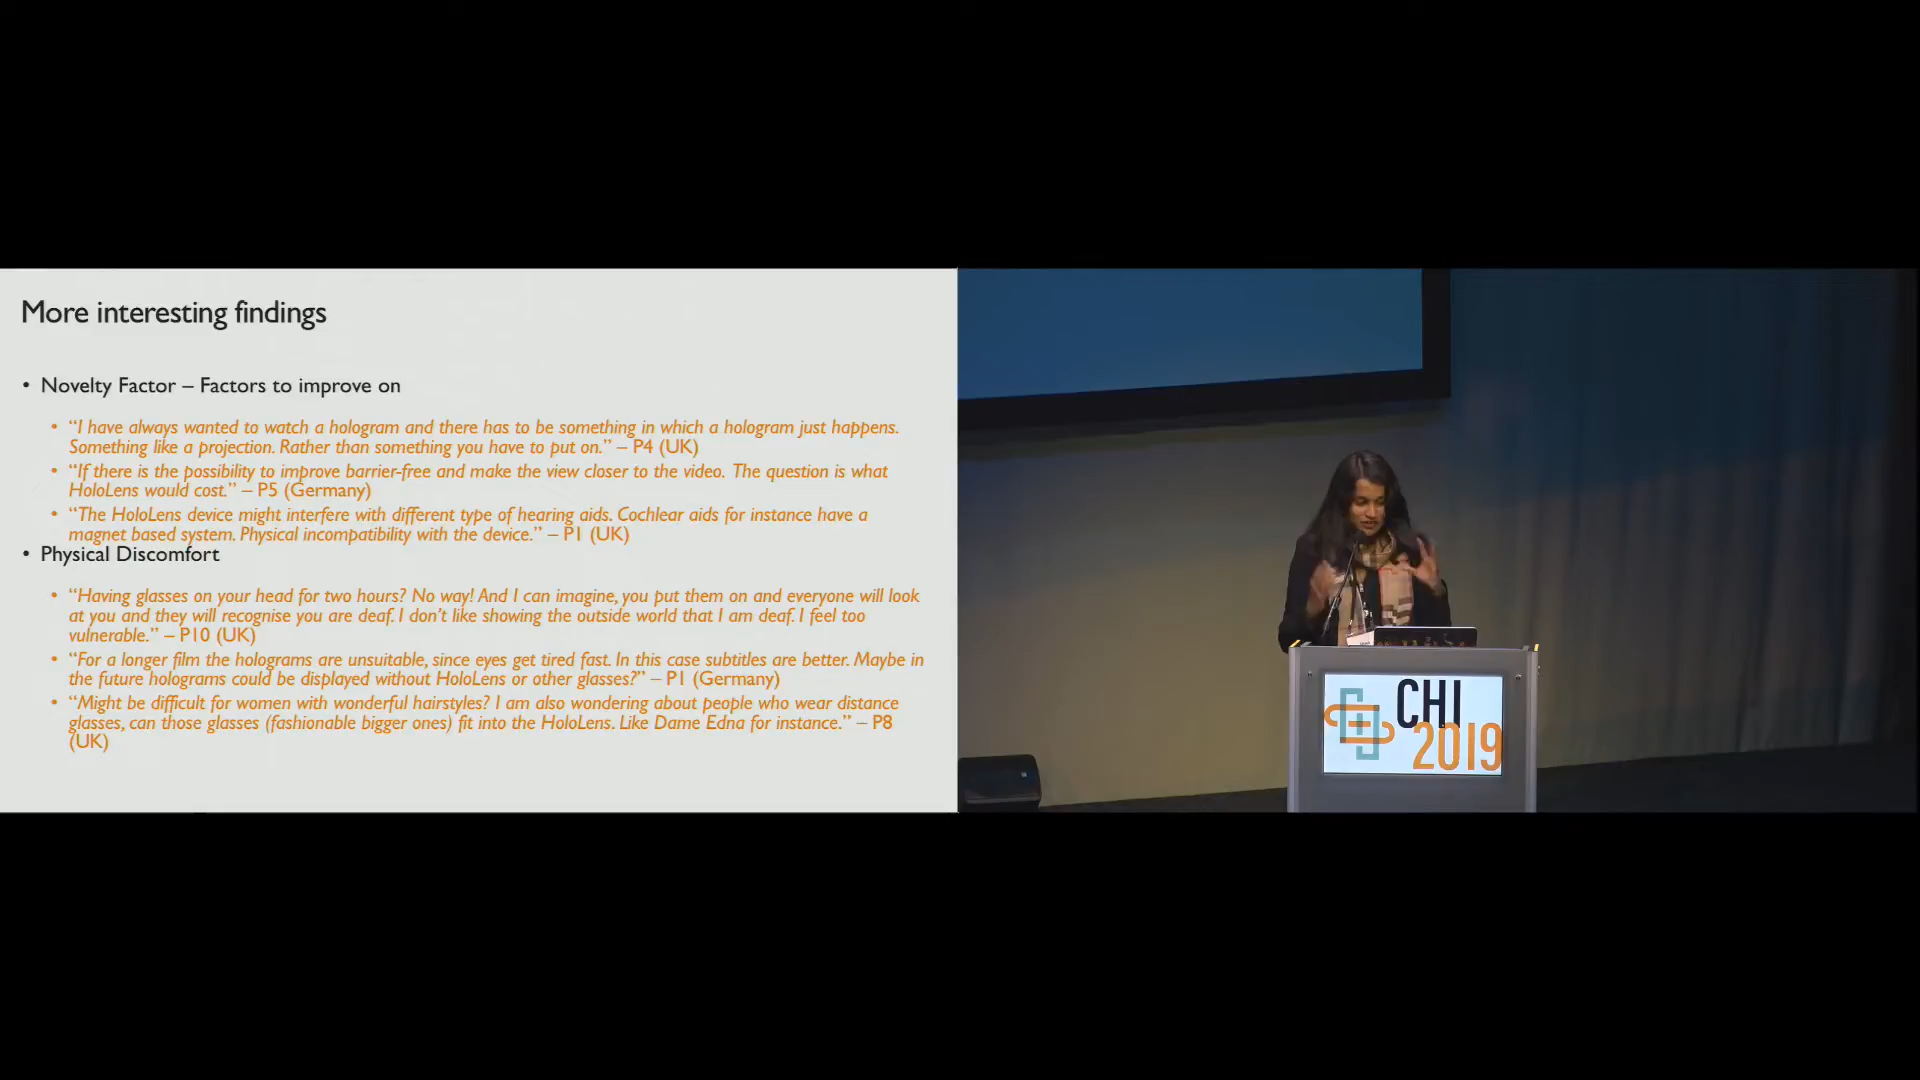 More interesting findings
• Novelty Factor – Factors to improve on
• “I have always wanted to watch a hologram and there has to be something in which a hologram just happens.
Something like a projection. Rather than something you have to put on.” – P4 (UK)
• “If there is the possibility to improve barrier-free and make the view closer to the video. The question is what
HoloLens would cost.” – P5 (Germany)
• “The HoloLens device might interfere with different type of hearing aids. Cochlear aids for instance have a
magnet based system. Physical incompatibility with the device.” – P1 (UK)
• Physical Discomfort
• “Having glasses on your head for two hours? No way! And I can imagine, you put them on and everyone will look
at you and they will recognise you are deaf. I don’t like showing the outside world that I am deaf. I feel too
vulnerable.” – P10 (UK)
• “For a longer film the holograms are unsuitable, since eyes get tired fast. In this case subtitles are better. Maybe in
the future holograms could be displayed without HoloLens or other glasses?” – P1 (Germany)
• “Might be difficult for women with wonderful hairstyles? I am also wondering about people who wear distance
glasses, can those glasses (fashionable bigger ones) fit into the HoloLens. Like Dame Edna for instance.” – P8
(UK)
CHI
2019